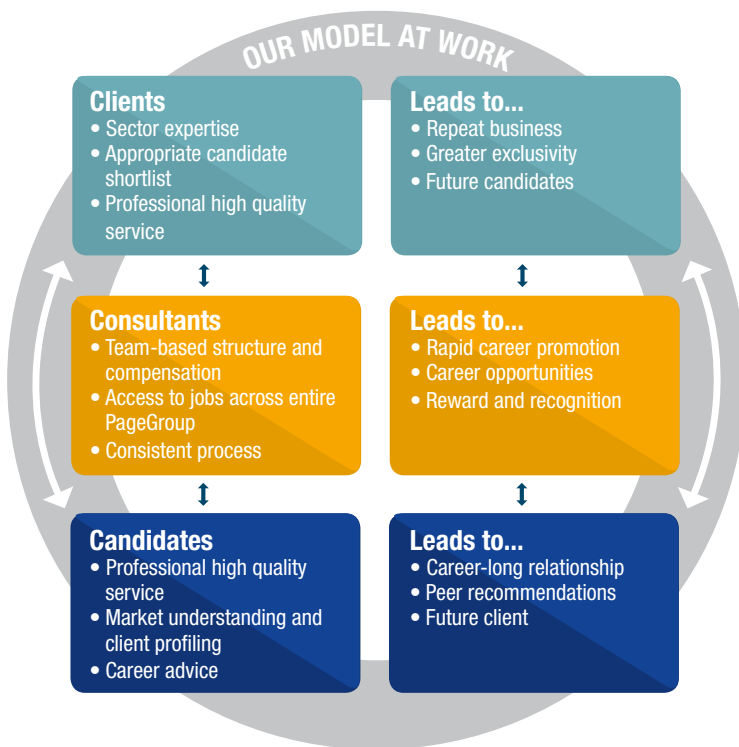 OUR MODEL AT WORK
Clients
• Sector expertise
• Appropriate candidate
shortlist
• Professional high quality
service
Leads to...
• Repeat business
• Greater exclusivity
• Future candidates
Consultants
• Team-based structure and
compensation
• Access to jobs across entire
PageGroup
• Consistent process
Leads to...
• Rapid career promotion
• Career opportunities
• Reward and recognition
Candidates
• Professional high quality
service
• Market understanding and
client profiling
• Career advice
Leads to...
• Career-long relationship
• Peer recommendations
• Future client